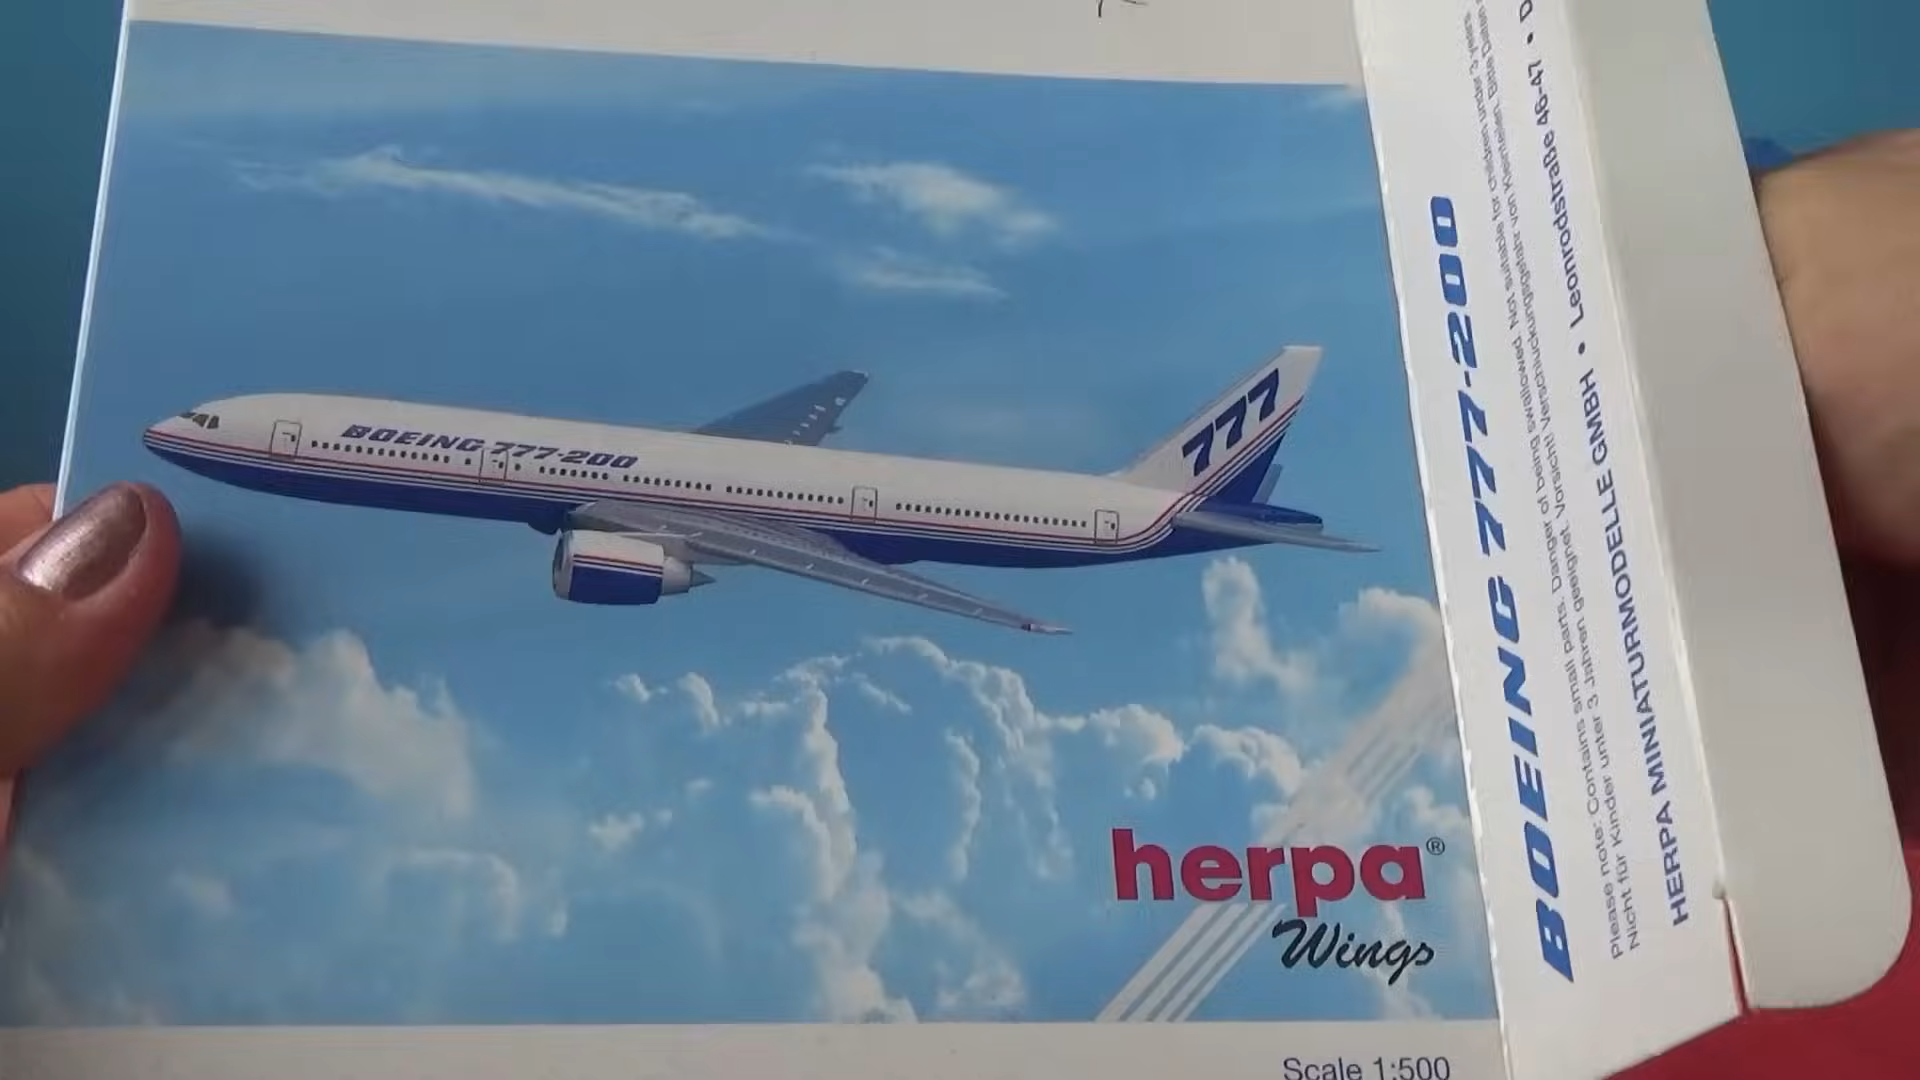 BOEING 777-200
777
herpa®
Wings
Scale 1:500
BOEING 777-200
Please note: Contains small parts. Danger of being swallowed. Not suitable for children under 3 years.
Nicht für Kinder unter 3 Jahren geeignet. Vorsicht! Verschluckungsgefahr von Kleinteilen. Bitte Daten
HERPA MINIATURMODELLE GMBH • Leonrodstraße 46-47 • D